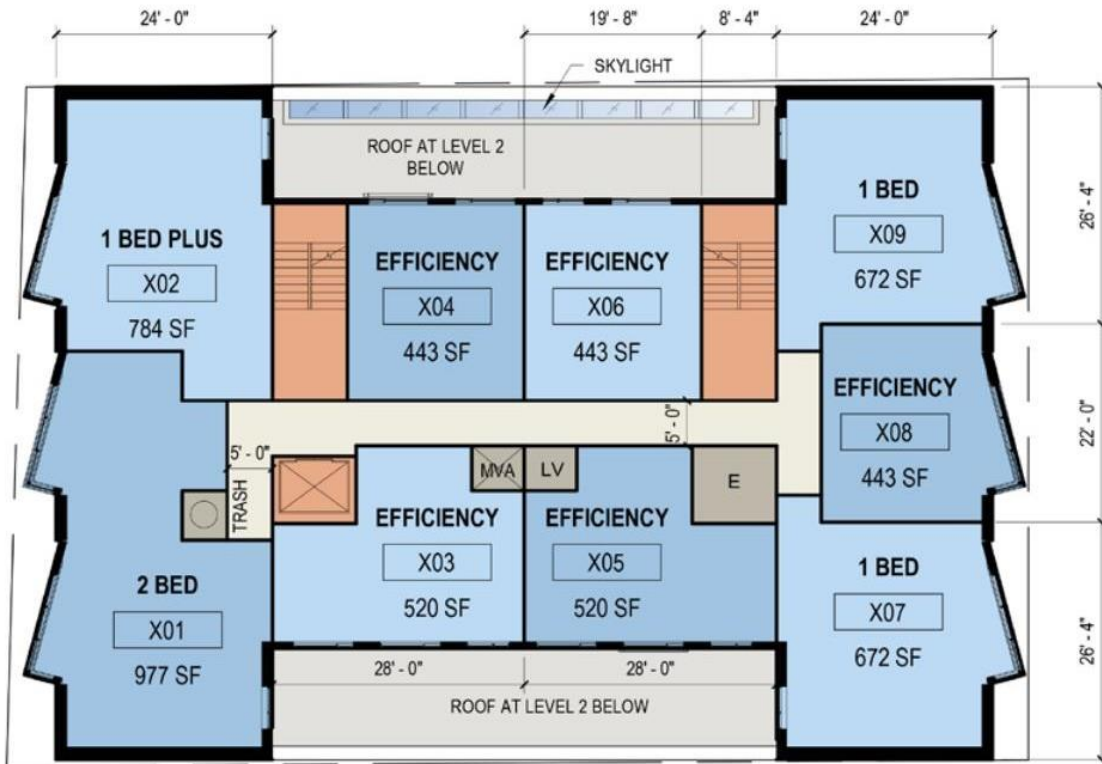 24' - 0"
19' - 8"
8' - 4"
24' - 0"
SKYLIGHT
ROOF AT LEVEL 2
BELOW
1 BED PLUS
X02
784 SF
EFFICIENCY
X04
443 SF
EFFICIENCY
X06
443 SF
1 BED
X09
672 SF
26' - 4"
EFFICIENCY
X08
443 SF
22' - 0"
5' - 0"
5' - 0"
TRASH
MVA
LV
E
2 BED
X01
977 SF
EFFICIENCY
X03
520 SF
EFFICIENCY
X05
520 SF
1 BED
X07
672 SF
26' - 4"
28' - 0"
28' - 0"
ROOF AT LEVEL 2 BELOW